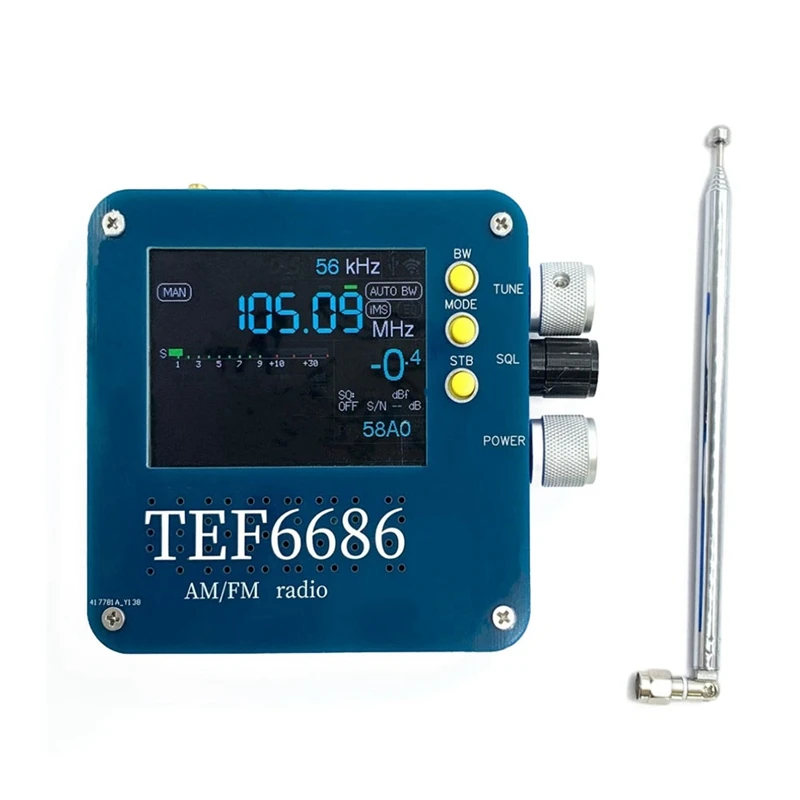 56 kHz
MAN
AUTO BW
105.09
iMS
MHz
S
1 3 5 7 9 +10 +30
-0.4
SQ: dBf
OFF S/N -- dB
58A0
BW
TUNE
MODE
SQL
STB
POWER
TEF6686
AM/FM radio
417781A_Y138